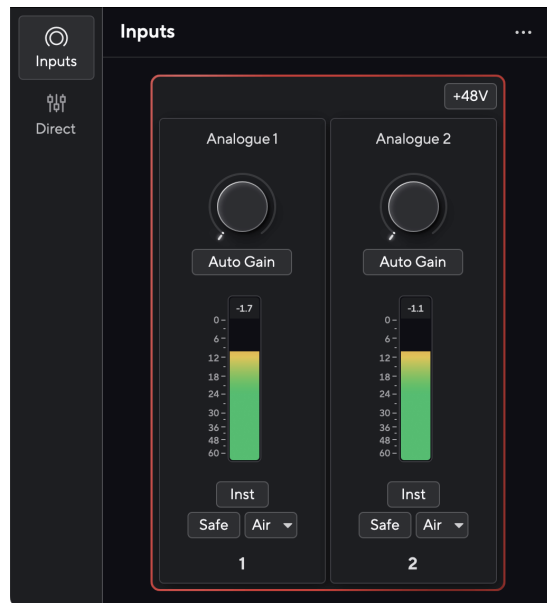 Inputs
Inputs
...
Direct
+48V
Analogue 1
Analogue 2
Auto Gain
Auto Gain
-1.7
-1.1
0
0
6
6
12
12
18
18
24
24
30
30
36
36
48
48
60
60
Inst
Inst
Safe Air
Safe Air
1
2